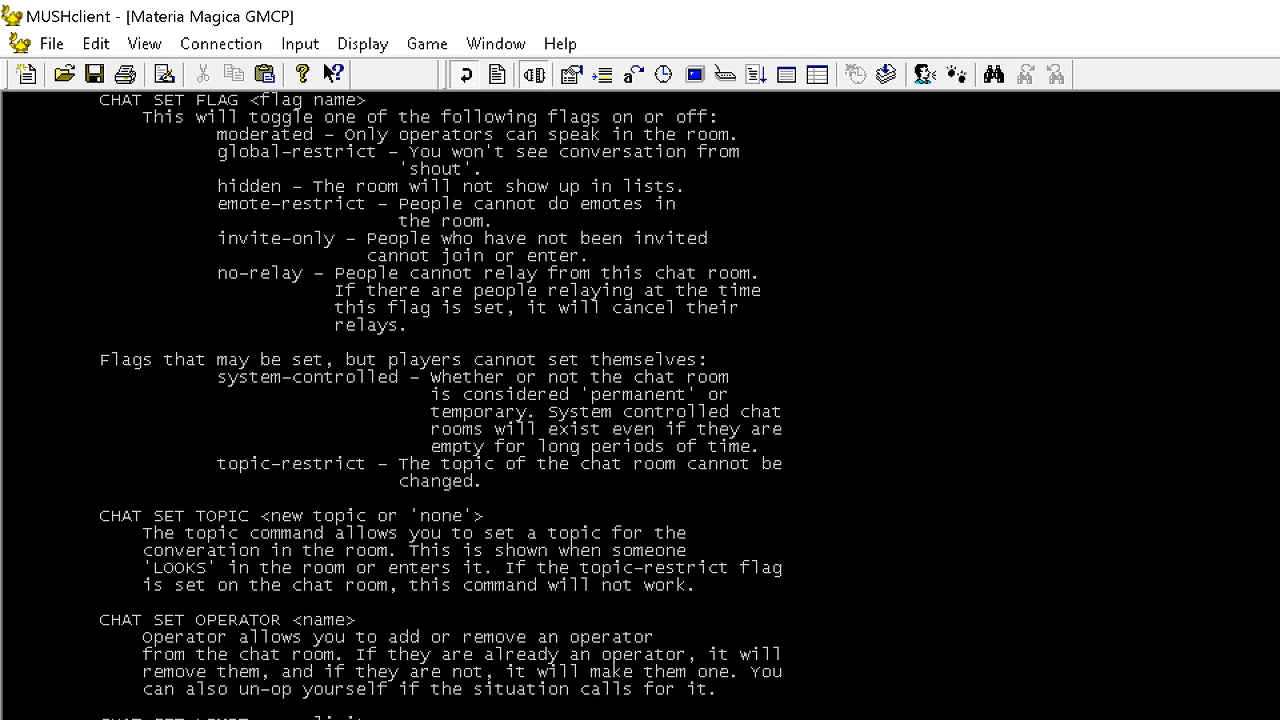 MUSHclient - [Materia Magica GMCP]
File Edit View Connection Input Display Game Window Help
CHAT SET FLAG <flag name>
This will toggle one of the following flags on or off:
moderated - Only operators can speak in the room.
global-restrict - You won't see conversation from
'shout'.
hidden - The room will not show up in lists.
emote-restrict - People cannot do emotes in
the room.
invite-only - People who have not been invited
cannot join or enter.
no-relay - People cannot relay from this chat room.
If there are people relaying at the time
this flag is set, it will cancel their
relays.
Flags that may be set, but players cannot set themselves:
system-controlled - Whether or not the chat room
is considered 'permanent' or
temporary. System controlled chat
rooms will exist even if they are
empty for long periods of time.
topic-restrict - The topic of the chat room cannot be
changed.
CHAT SET TOPIC <new topic or 'none'>
The topic command allows you to set a topic for the
converation in the room. This is shown when someone
'LOOKS' in the room or enters it. If the topic-restrict flag
is set on the chat room, this command will not work.
CHAT SET OPERATOR <name>
Operator allows you to add or remove an operator
from the chat room. If they are already an operator, it will
remove them, and if they are not, it will make them one. You
can also un-op yourself if the situation calls for it.